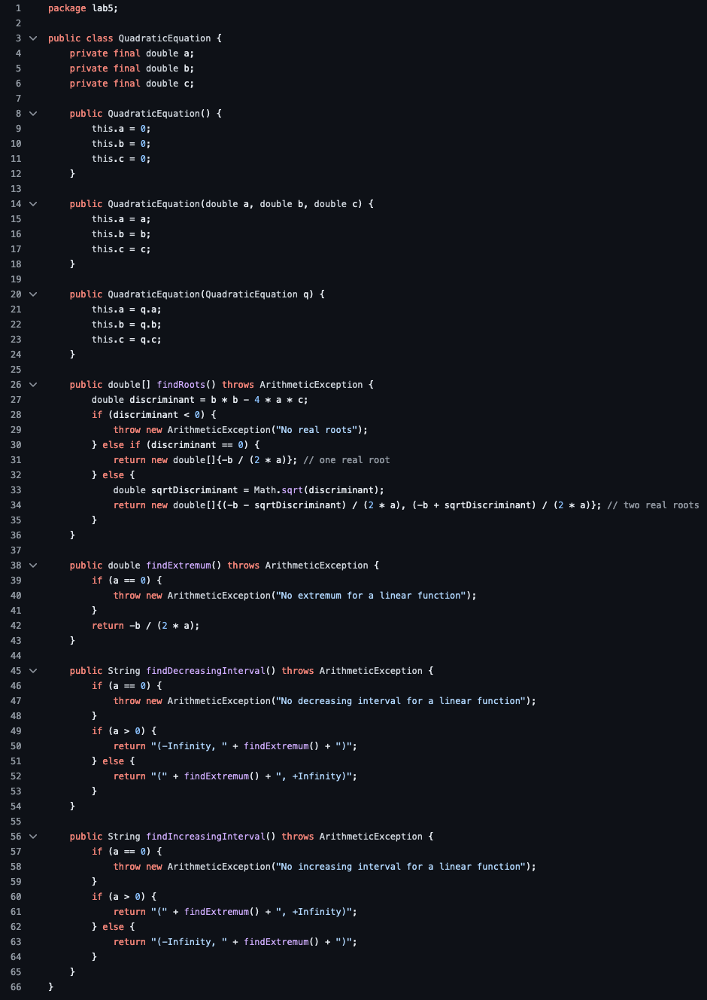 1 package lab5;
2
3 public class QuadraticEquation {
4 private final double a;
5 private final double b;
6 private final double c;
7
8 public QuadraticEquation() {
9 this.a = 0;
10 this.b = 0;
11 this.c = 0;
12 }
13
14 public QuadraticEquation(double a, double b, double c) {
15 this.a = a;
16 this.b = b;
17 this.c = c;
18 }
19
20 public QuadraticEquation(QuadraticEquation q) {
21 this.a = q.a;
22 this.b = q.b;
23 this.c = q.c;
24 }
25
26 public double[] findRoots() throws ArithmeticException {
27 double discriminant = b * b - 4 * a * c;
28 if (discriminant < 0) {
29 throw new ArithmeticException("No real roots");
30 } else if (discriminant == 0) {
31 return new double[]{-b / (2 * a)}; // one real root
32 } else {
33 double sqrtDiscriminant = Math.sqrt(discriminant);
34 return new double[]{(-b - sqrtDiscriminant) / (2 * a), (-b + sqrtDiscriminant) / (2 * a)}; // two real roots
35 }
36 }
37
38 public double findExtremum() throws ArithmeticException {
39 if (a == 0) {
40 throw new ArithmeticException("No extremum for a linear function");
41 }
42 return -b / (2 * a);
43 }
44
45 public String findDecreasingInterval() throws ArithmeticException {
46 if (a == 0) {
47 throw new ArithmeticException("No decreasing interval for a linear function");
48 }
49 if (a > 0) {
50 return "(-Infinity, " + findExtremum() + ")";
51 } else {
52 return "(" + findExtremum() + ", +Infinity)";
53 }
54 }
55
56 public String findIncreasingInterval() throws ArithmeticException {
57 if (a == 0) {
58 throw new ArithmeticException("No increasing interval for a linear function");
59 }
60 if (a > 0) {
61 return "(" + findExtremum() + ", +Infinity)";
62 } else {
63 return "(-Infinity, " + findExtremum() + ")";
64 }
65 }
66 }